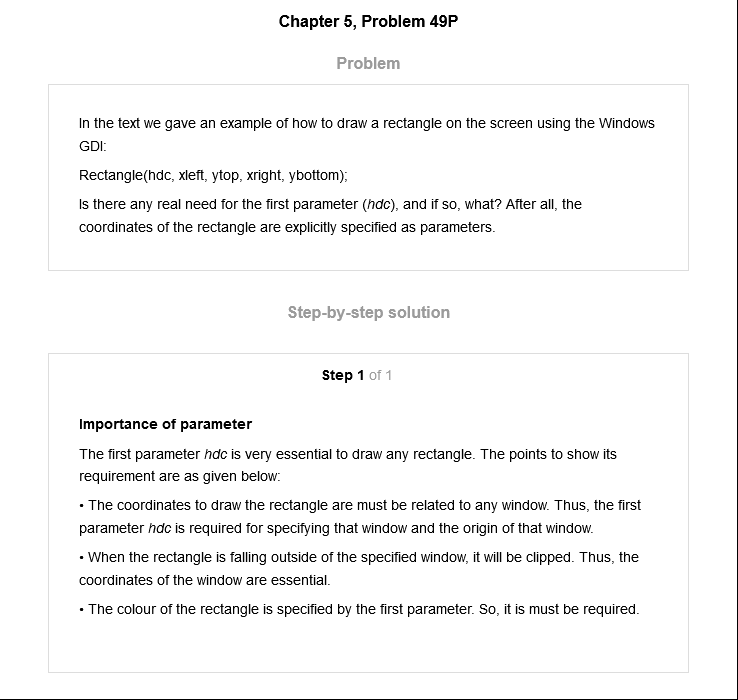 Chapter 5, Problem 49P
Problem
In the text we gave an example of how to draw a rectangle on the screen using the Windows
GDI:
Rectangle(hdc, xleft, ytop, xright, ybottom);
Is there any real need for the first parameter (hdc), and if so, what? After all, the
coordinates of the rectangle are explicitly specified as parameters.
Step-by-step solution
Step 1 of 1
Importance of parameter
The first parameter hdc is very essential to draw any rectangle. The points to show its
requirement are as given below:
• The coordinates to draw the rectangle are must be related to any window. Thus, the first
parameter hdc is required for specifying that window and the origin of that window.
• When the rectangle is falling outside of the specified window, it will be clipped. Thus, the
coordinates of the window are essential.
• The colour of the rectangle is specified by the first parameter. So, it is must be required.